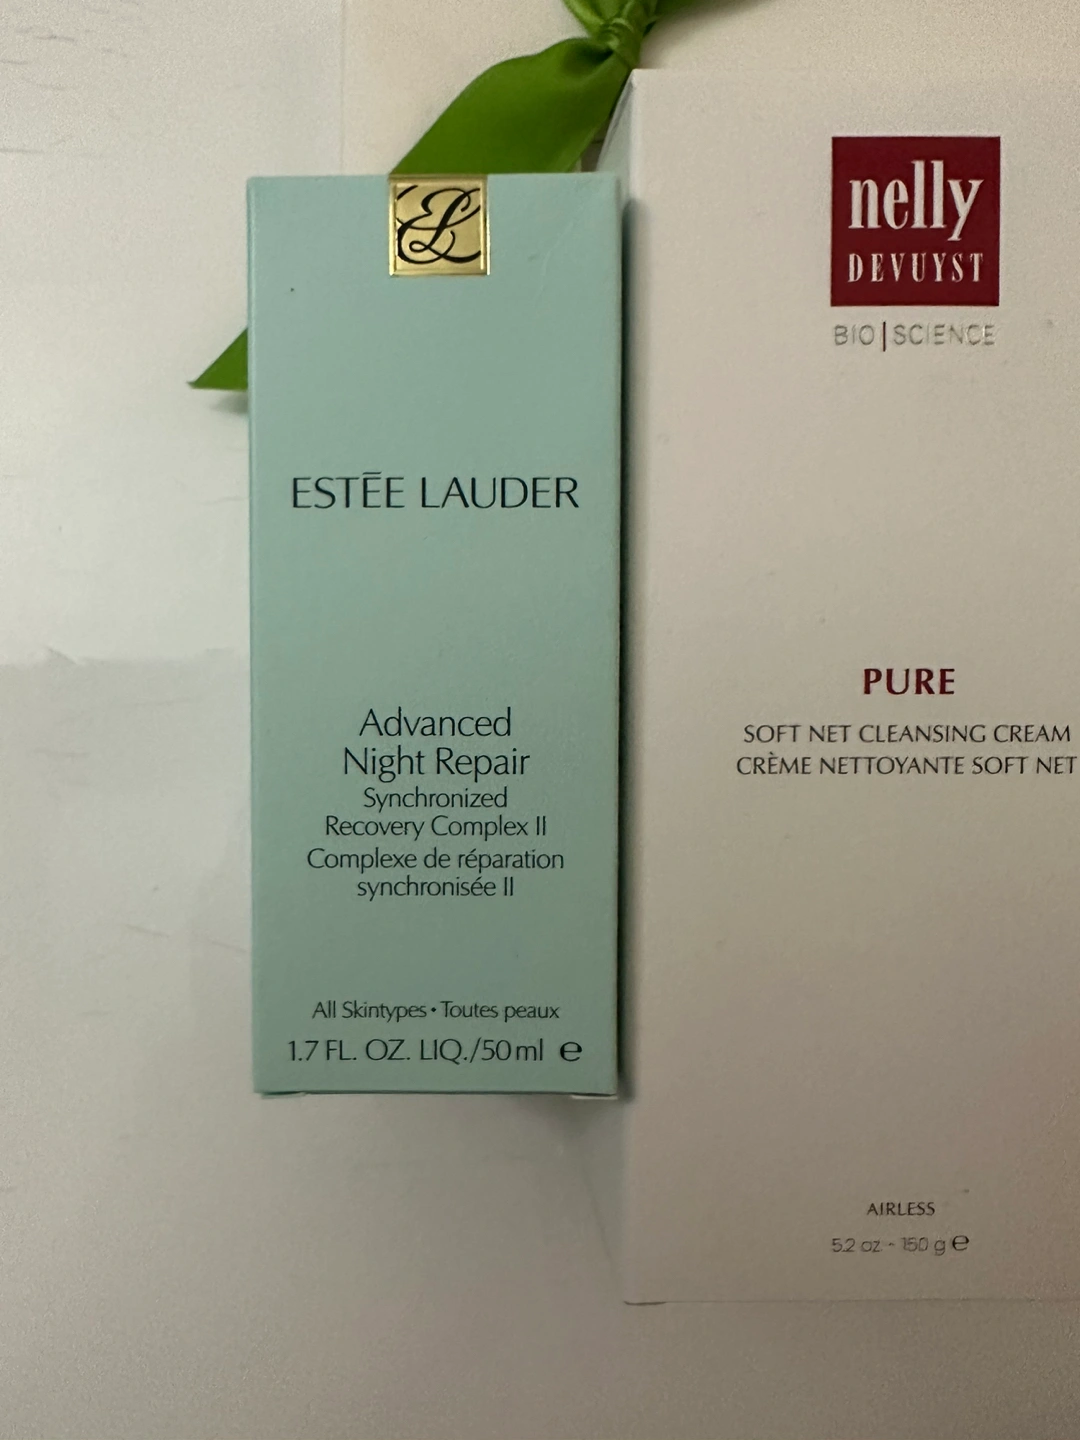 EL
ESTĒE LAUDER
Advanced
Night Repair
Synchronized
Recovery Complex II
Complexe de réparation
synchronisée II
All Skintypes • Toutes peaux
1.7 FL. OZ. LIQ./50 ml ℮
nelly
DEVUYST
BIO|SCIENCE
PURE
SOFT NET CLEANSING CREAM
CRÈME NETTOYANTE SOFT NET
AIRLESS
5.2 oz - 150 g ℮